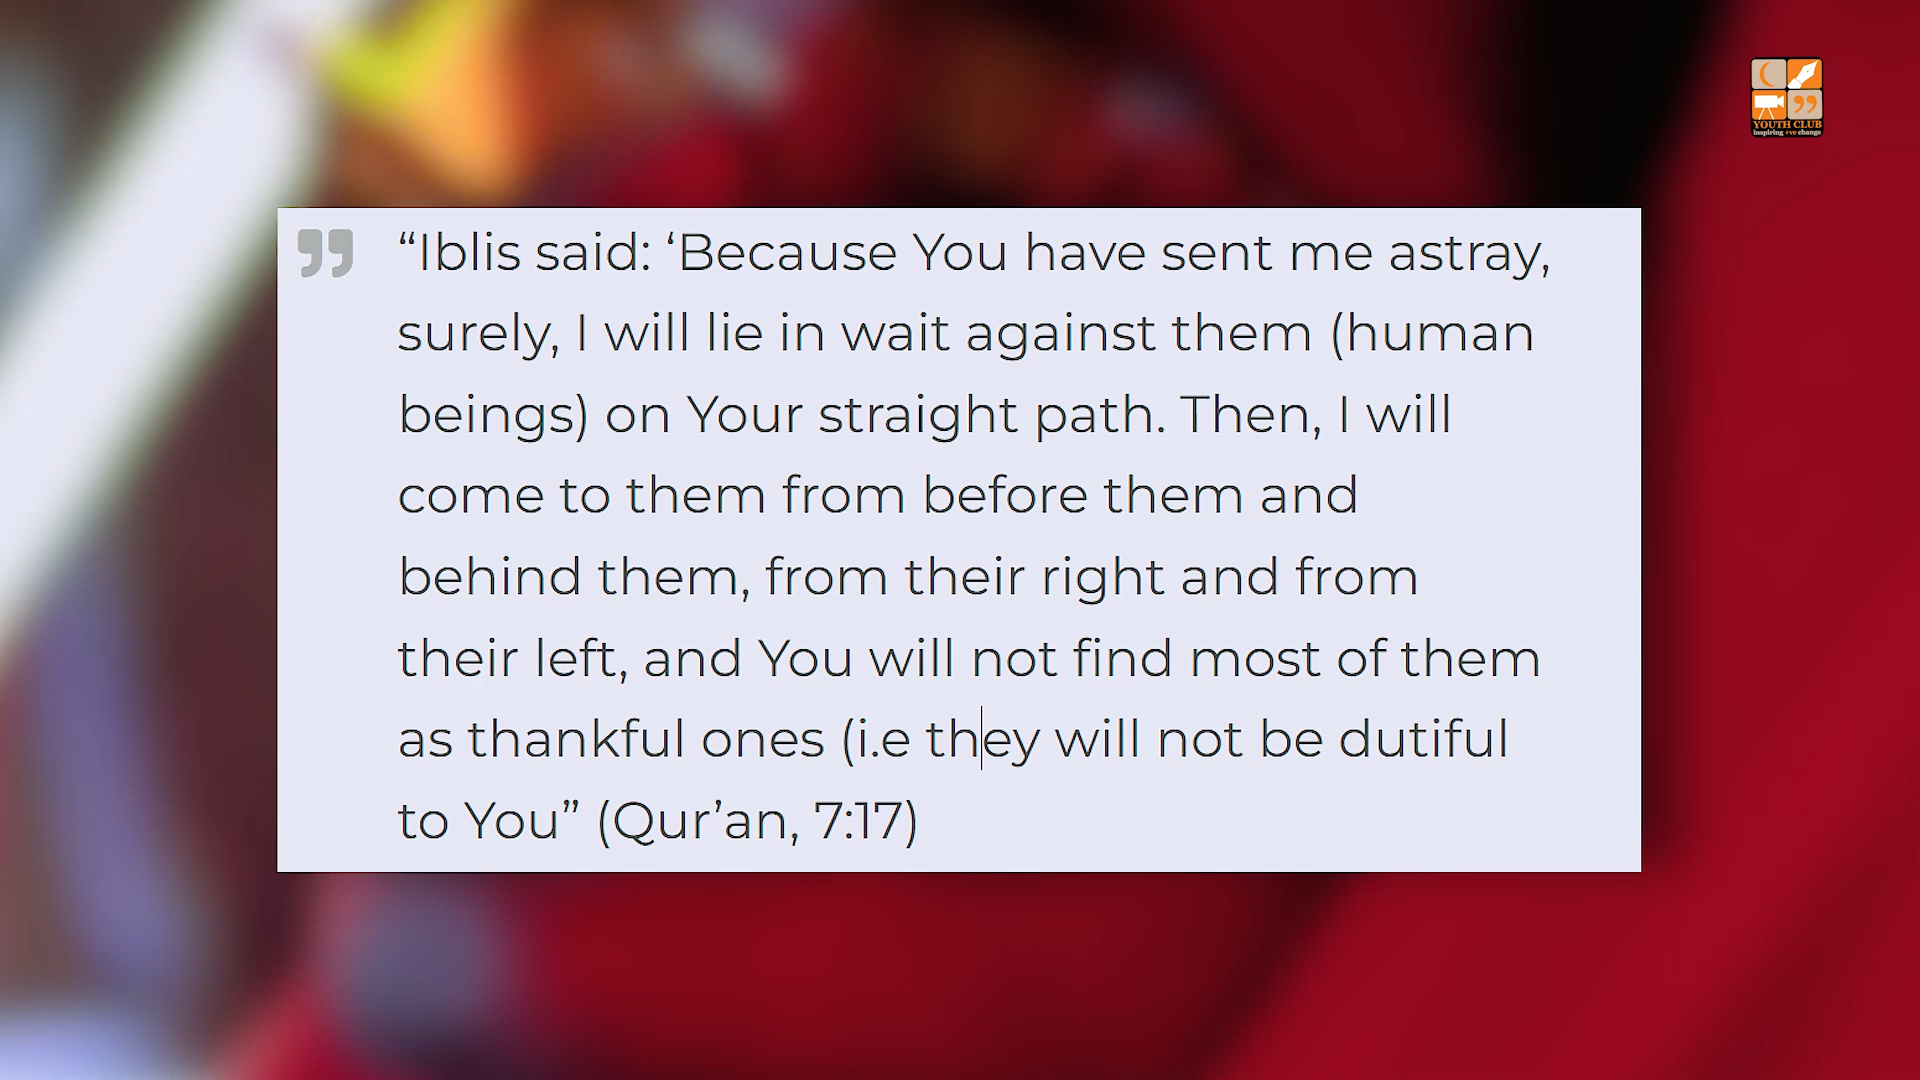 YOUTH CLUB
inspiring +ve change
“Iblis said: ‘Because You have sent me astray,
surely, I will lie in wait against them (human
beings) on Your straight path. Then, I will
come to them from before them and
behind them, from their right and from
their left, and You will not find most of them
as thankful ones (i.e they will not be dutiful
to You” (Qur’an, 7:17)